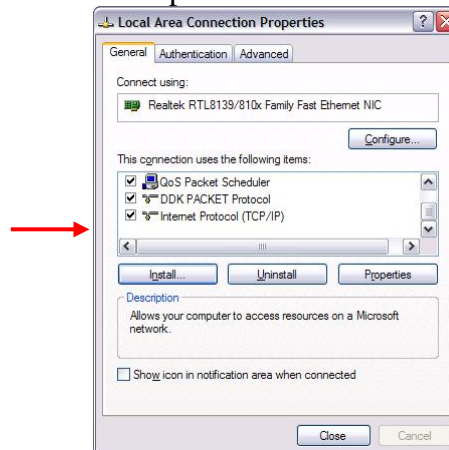 Local Area Connection Properties
General Authentication Advanced
Connect using:
Realtek RTL8139/810x Family Fast Ethernet NIC
Configure...
This connection uses the following items:
QoS Packet Scheduler
DDK PACKET Protocol
Internet Protocol (TCP/IP)
Install... Uninstall Properties
Description
Allows your computer to access resources on a Microsoft
network.
Show icon in notification area when connected
Close Cancel